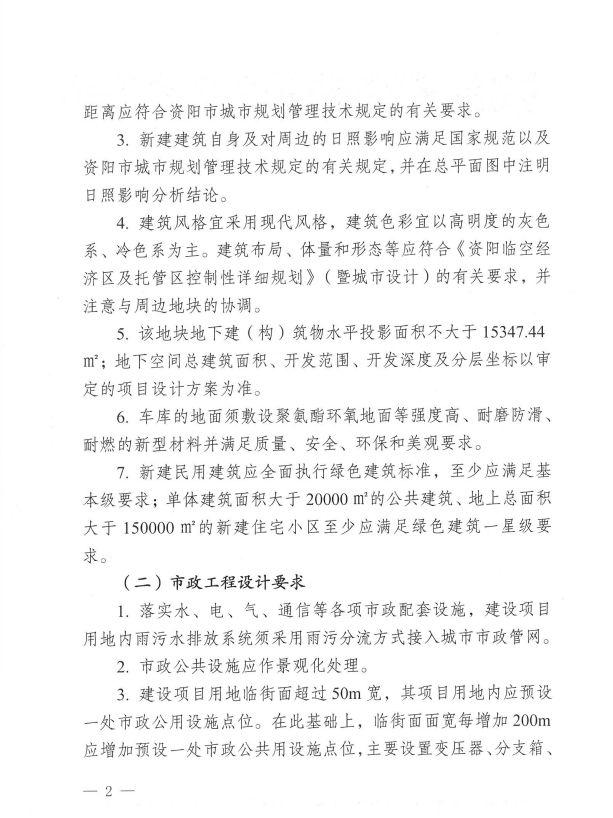 距离应符合资阳市城市规划管理技术规定的有关要求。
3. 新建建筑自身及对周边的日照影响应满足国家规范以及
资阳市城市规划管理技术规定的有关规定,并在总平面图中注明
日照影响分析结论。
4. 建筑风格宜采用现代风格，建筑色彩宜以高明度的灰色
系、冷色系为主。建筑布局、体量和形态等应符合《资阳临空经
济区及托管区控制性详细规划》（暨城市设计）的有关要求，并
注意与周边地块的协调。
5. 该地块地下建（构）筑物水平投影面积不大于 15347.44
㎡；地下空间总建筑面积、开发范围、开发深度及分层坐标以审
定的项目设计方案为准。
6. 车库的地面须敷设聚氨酯环氧地面等强度高、耐磨防滑、
耐燃的新型材料并满足质量、安全、环保和美观要求。
7. 新建民用建筑应全面执行绿色建筑标准，至少应满足基
本级要求；单体建筑面积大于 20000 ㎡的公共建筑、地上总面积
大于 150000 ㎡的新建住宅小区至少应满足绿色建筑一星级要
求。
（二）市政工程设计要求
1. 落实水、电、气、通信等各项市政配套设施，建设项目
用地内雨污水排放系统须采用雨污分流方式接入城市市政管网。
2. 市政公共设施应作景观化处理。
3. 建设项目用地临街面超过 50m 宽，其项目用地内应预设
一处市政公用设施点位。在此基础上，临街面面宽每增加 200m
应增加预设一处市政公共用设施点位,主要设置变压器、分支箱、
— 2 —